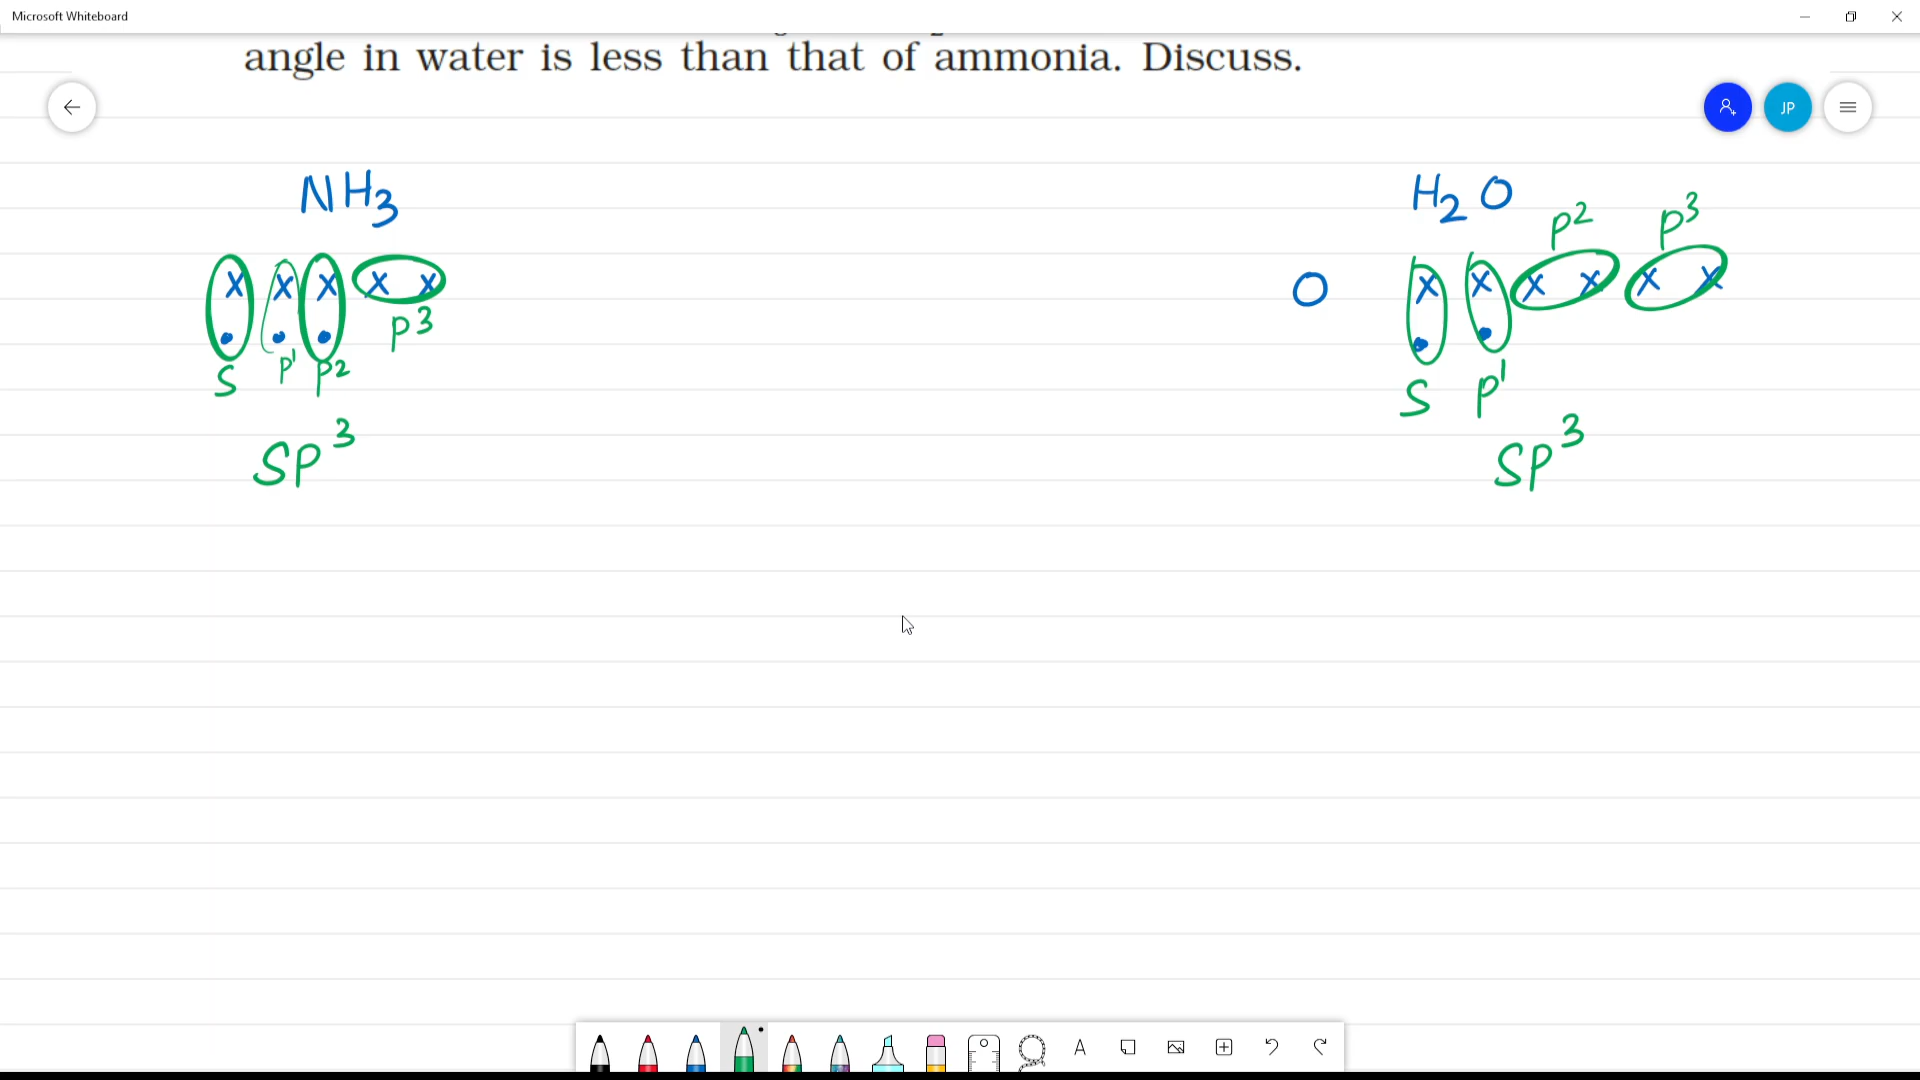 Microsoft Whiteboard
angle in water is less than that of ammonia. Discuss.
JP
NH3
H2O
p2 p3
x x x x x
O x x x x x x
p3
S p1 p2
S p1
Sp3
Sp3
A